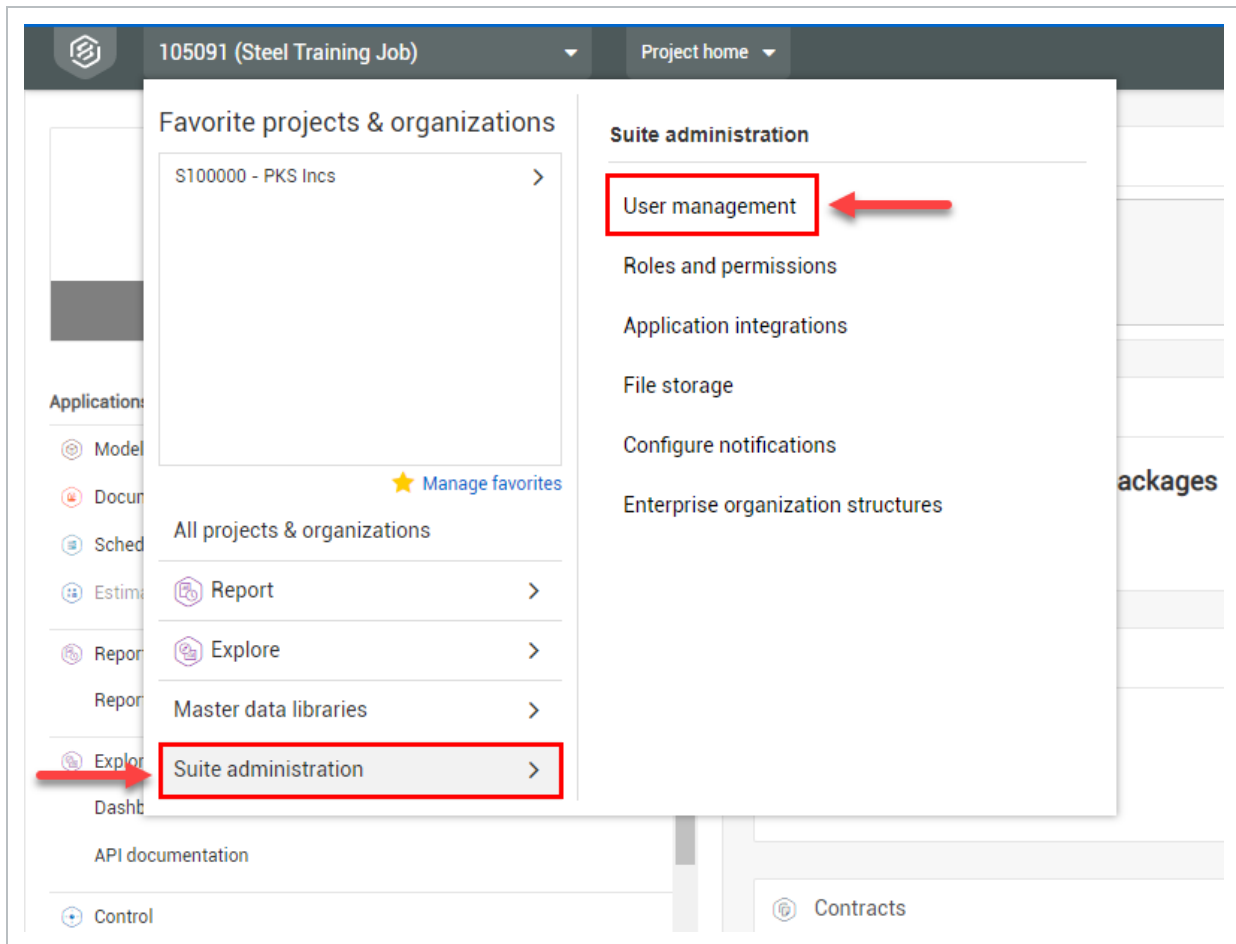 105091 (Steel Training Job)
Project home
Favorite projects & organizations
S100000 - PKS Incs
Manage favorites
All projects & organizations
Report
Explore
Master data libraries
Suite administration
Suite administration
User management
Roles and permissions
Application integrations
File storage
Configure notifications
Enterprise organization structures
Application
Model
Docum
Sched
Estima
Repor
Repor
Explor
Dashb
API documentation
Control
ackages
Contracts